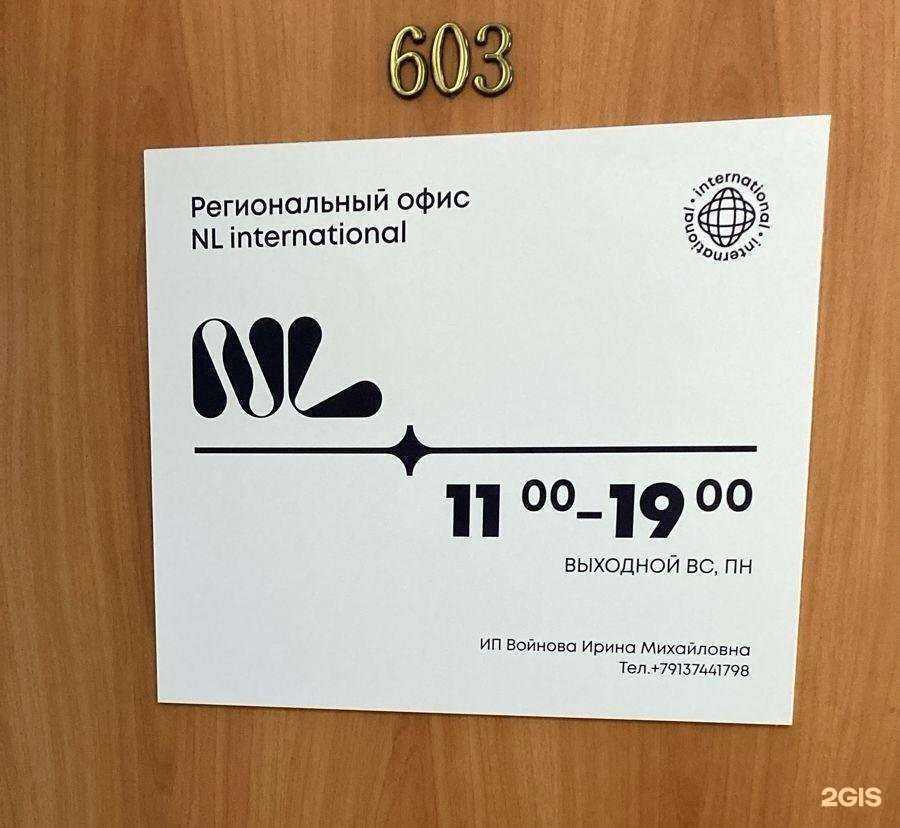 603
Региональный офис
NL international
international • international •
NL
11 00-19 00
ВЫХОДНОЙ ВС, ПН
ИП Войнова Ирина Михайловна
Тел.+79137441798
2GIS